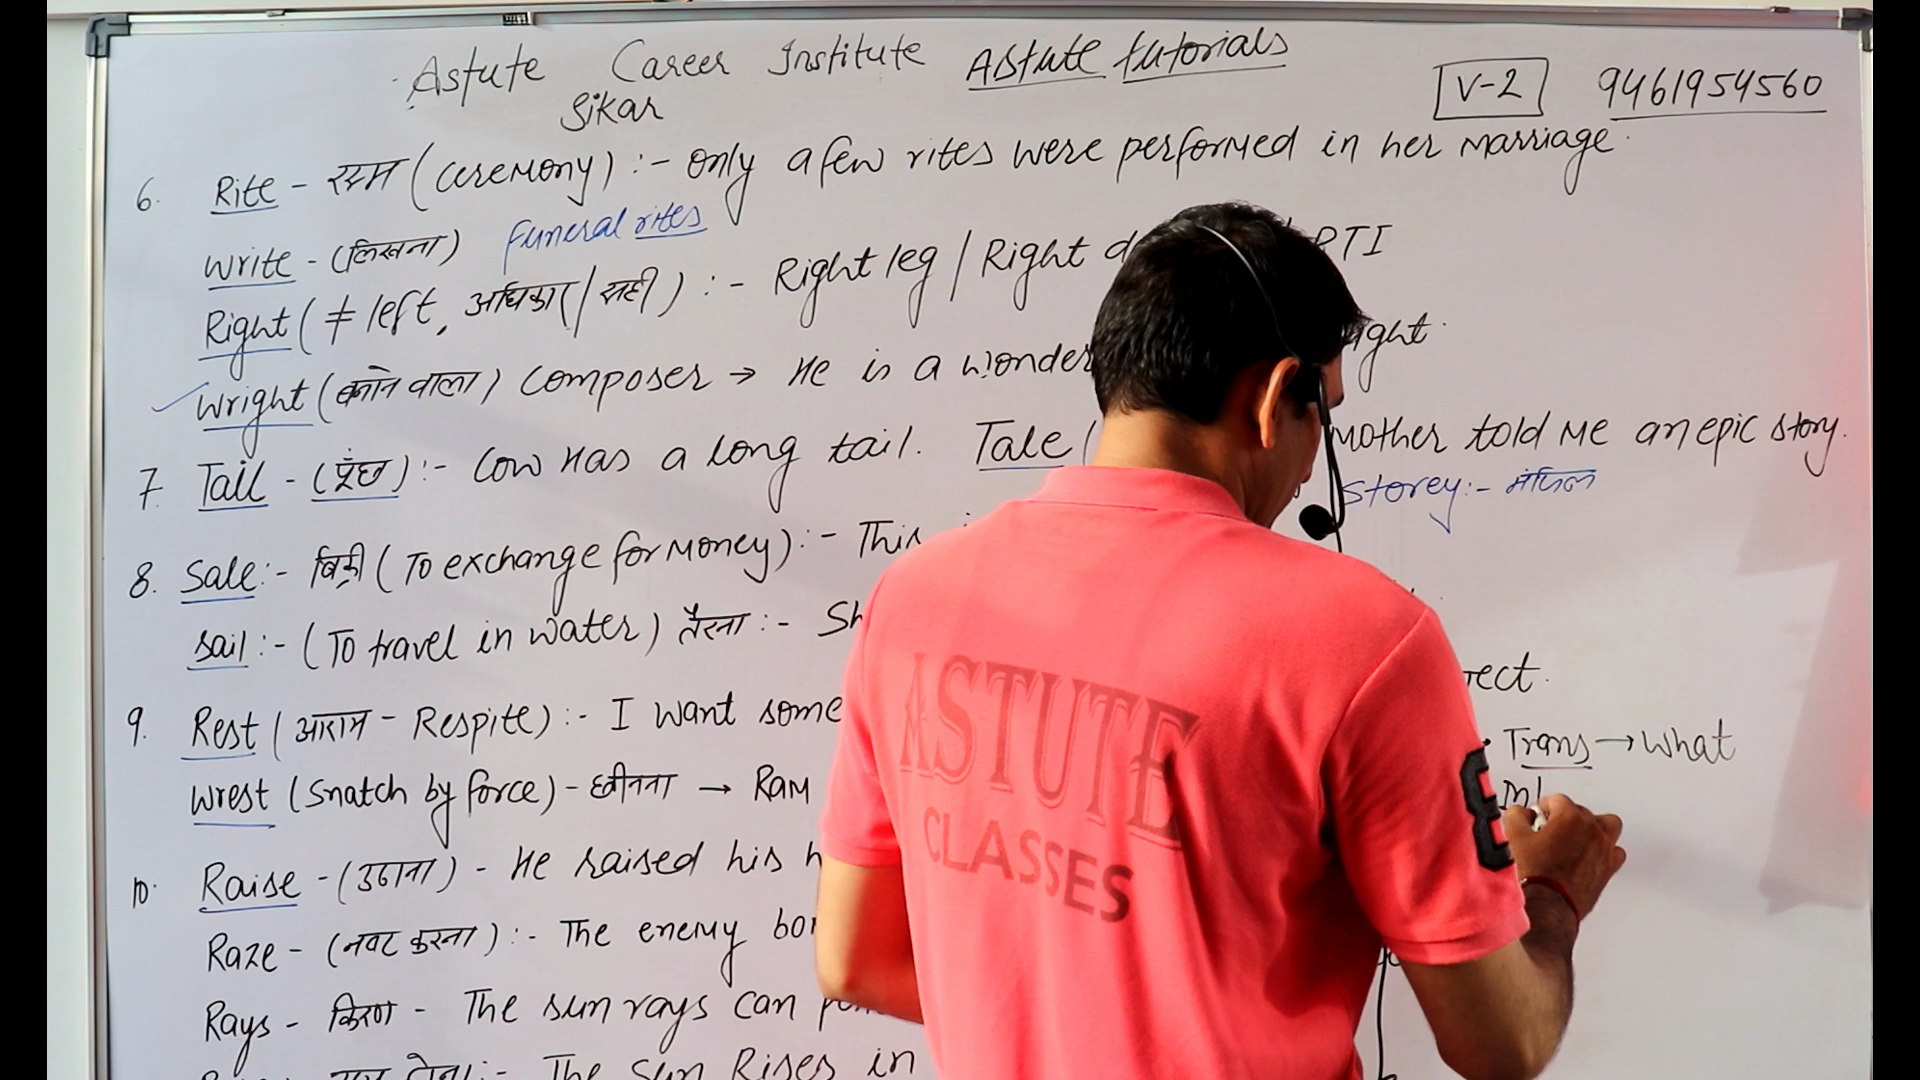 Astute Career Institute Astute tutorials
Sikar
V-2 9461954560
6. Rite - रस्म (ceremony) :- only a few rites were performed in her marriage.
write - (लिखना) funeral rites
Right (≠ left, अधिकार/सही) :- Right leg / Right d RTI
wright (बनाने वाला) composer → He is a wonder ight.
7. Tail - (पूंछ) :- Cow has a long tail. Tale ( mother told me an epic story.
storey:- मंजिल
8. Sale:- बिक्री (To exchange for money) :- This
sail :- (To travel in water) तैरना :- Sh
rect.
9. Rest (आराम - Respite) :- I want some
Trans → what
wrest (snatch by force) - छीनना → Ram
Int
10. Raise - (उठाना) - He raised his h
Raze - (नष्ट करना) :- The enemy bo
Rays - किरण - The sun rays can
:- The sun Rises in
ASTUTE
CLASSES